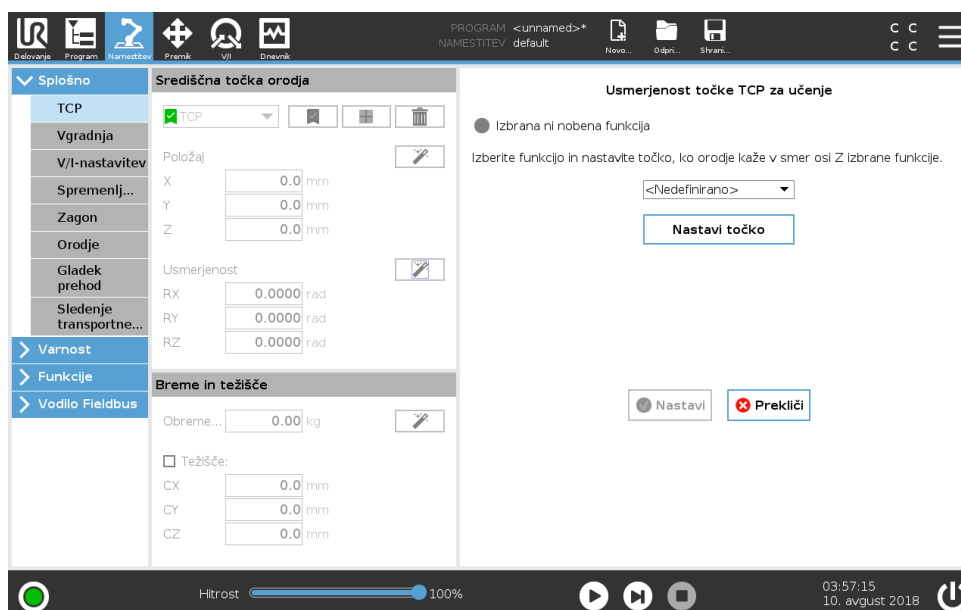 PROGRAM <unnamed>*
NAMESTITEV default
Delovanje
Program
Namestitev
Premik
V/I
Dnevnik
Novo...
Odpri...
Shrani...
C C
C C
Splošno
TCP
Vgradnja
V/I-nastavitev
Spremenlj...
Zagon
Orodje
Gladek
prehod
Sledenje
transportne...
Varnost
Funkcije
Vodilo Fieldbus
Središčna točka orodja
TCP
Položaj
X 0.0 mm
Y 0.0 mm
Z 0.0 mm
Usmerjenost
RX 0.0000 rad
RY 0.0000 rad
RZ 0.0000 rad
Breme in težišče
Obreme... 0.00 kg
Težišče:
CX 0.0 mm
CY 0.0 mm
CZ 0.0 mm
Usmerjenost točke TCP za učenje
Izbrana ni nobena funkcija
Izberite funkcijo in nastavite točko, ko orodje kaže v smer osi Z izbrane funkcije.
<Nedefinirano>
Nastavi točko
Nastavi
Prekliči
Hitrost 100%
03:57:15
10. avgust 2018